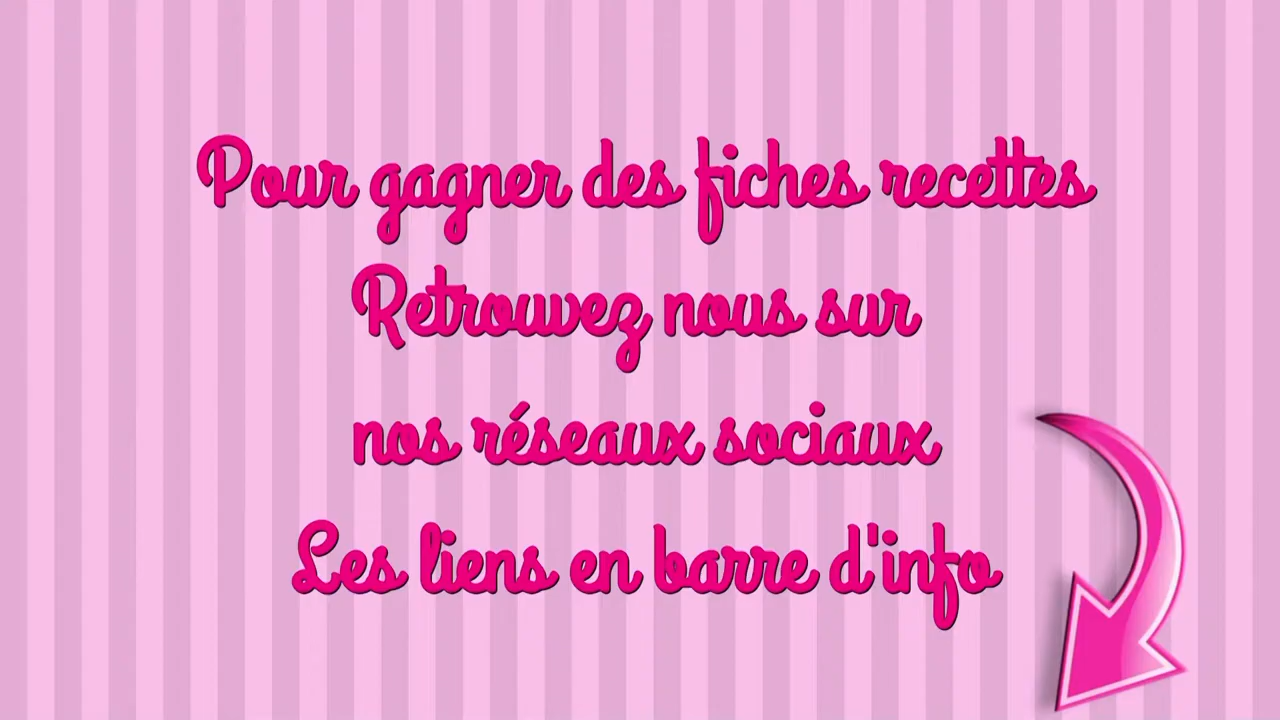 Pour gagner des fiches recettes
Retrouvez nous sur
nos réseaux sociaux
Les liens en barre d'info